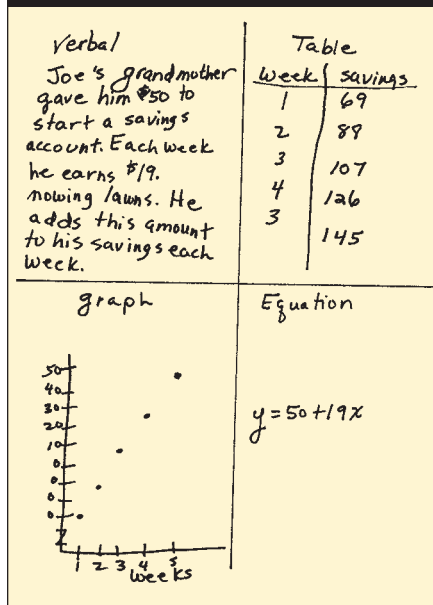 Verbal
Joe's grandmother
gave him $50 to
start a savings
account. Each week
he earns $19.
nowing lawns. He
adds this amount
to his savings each
week.
Table
week savings
1 69
2 88
3 107
4 126
3 145
graph
50
40
30
20
10
0
0
0
0
1 2 3 4 5
weeks
Equation
y = 50 + 19x